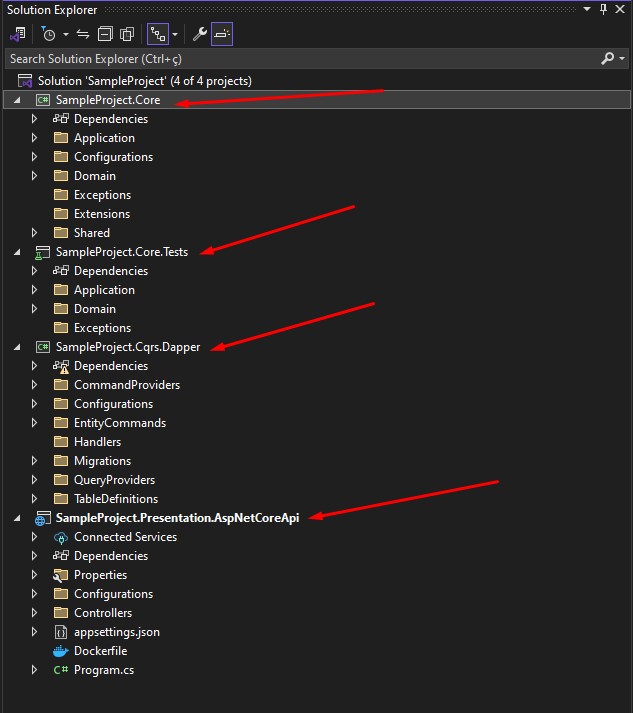 Solution Explorer
Search Solution Explorer (Ctrl+ç)
Solution 'SampleProject' (4 of 4 projects)
C# SampleProject.Core
Dependencies
Application
Configurations
Domain
Exceptions
Extensions
Shared
SampleProject.Core.Tests
Dependencies
Application
Domain
Exceptions
C# SampleProject.Cqrs.Dapper
Dependencies
CommandProviders
Configurations
EntityCommands
Handlers
Migrations
QueryProviders
TableDefinitions
SampleProject.Presentation.AspNetCoreApi
Connected Services
Dependencies
Properties
Configurations
Controllers
appsettings.json
Dockerfile
C# Program.cs